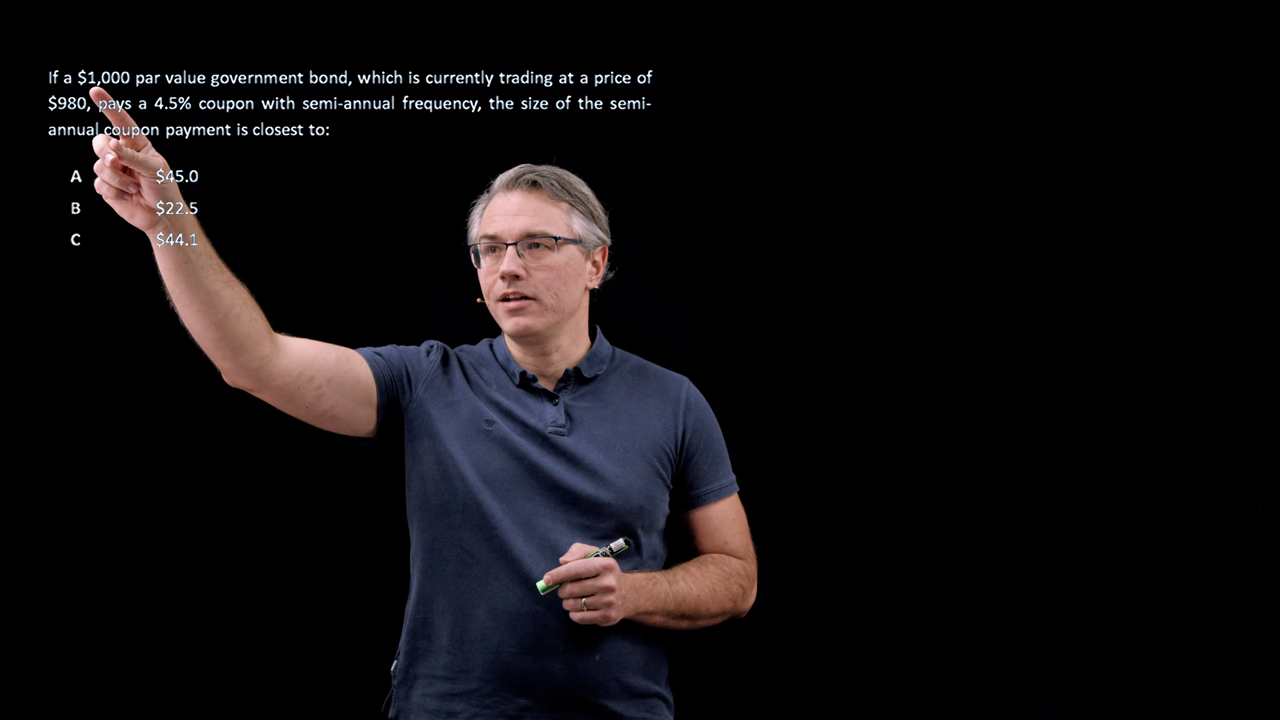 If a $1,000 par value government bond, which is currently trading at a price of
$980, pays a 4.5% coupon with semi-annual frequency, the size of the semi-
annual coupon payment is closest to:
A $45.0
B $22.5
C $44.1